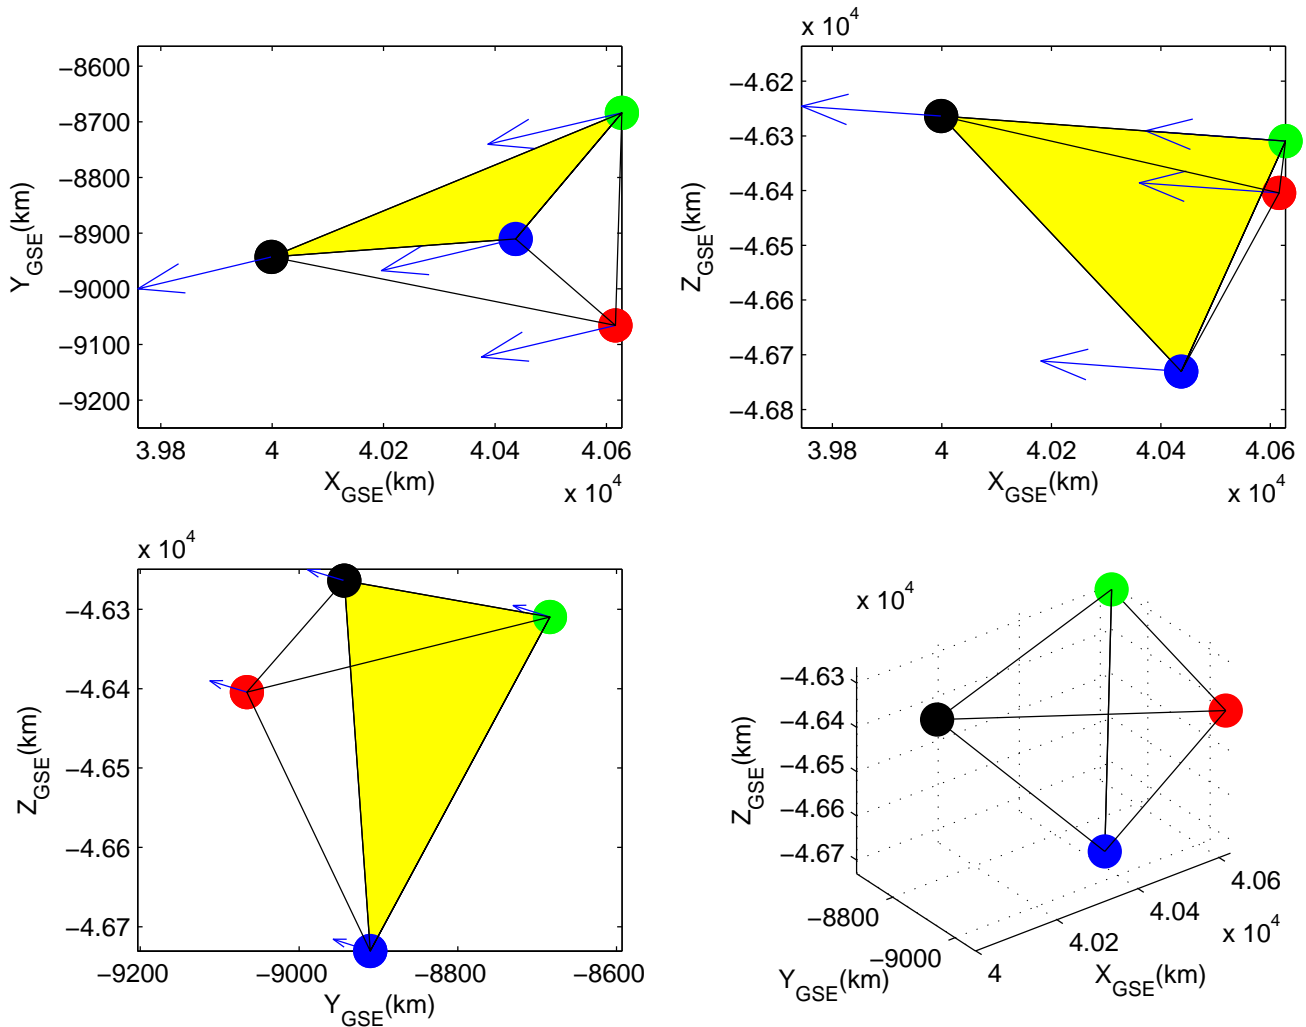 −8600
−8700
−8800
−8900
−9000
−9100
−9200
Y_GSE(km)
3.98 4 4.02 4.04 4.06
X_GSE(km)
x 10^4
x 10^4
−4.62
−4.63
−4.64
−4.65
−4.66
−4.67
−4.68
Z_GSE(km)
3.98 4 4.02 4.04 4.06
X_GSE(km)
x 10^4
x 10^4
−4.63
−4.64
−4.65
−4.66
−4.67
Z_GSE(km)
−9200 −9000 −8800 −8600
Y_GSE(km)
x 10^4
−4.63
−4.64
−4.65
−4.66
−4.67
Z_GSE(km)
−8800
−9000
Y_GSE(km)
4 4.02 4.04 4.06
x 10^4
X_GSE(km)